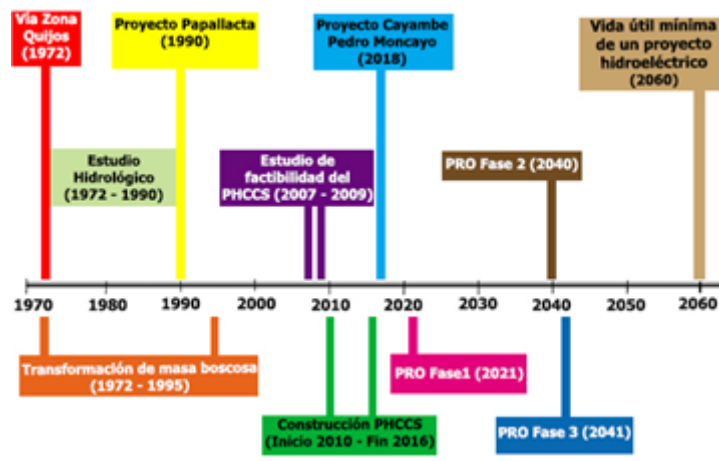 Vía Zona
Quijos
(1972)
Proyecto Papallacta
(1990)
Proyecto Cayambe
Pedro Moncayo
(2018)
Vida útil mínima
de un proyecto
hidroeléctrico
(2060)
Estudio
Hidrológico
(1972 - 1990)
Estudio de
factibilidad del
PHCCS (2007 - 2009)
PRO Fase 2 (2040)
1970 1980 1990 2000 2010 2020 2030 2040 2050 2060
Transformación de masa boscosa
(1972 - 1995)
PRO Fase1 (2021)
Construcción PHCCS
(Inicio 2010 - Fin 2016)
PRO Fase 3 (2041)